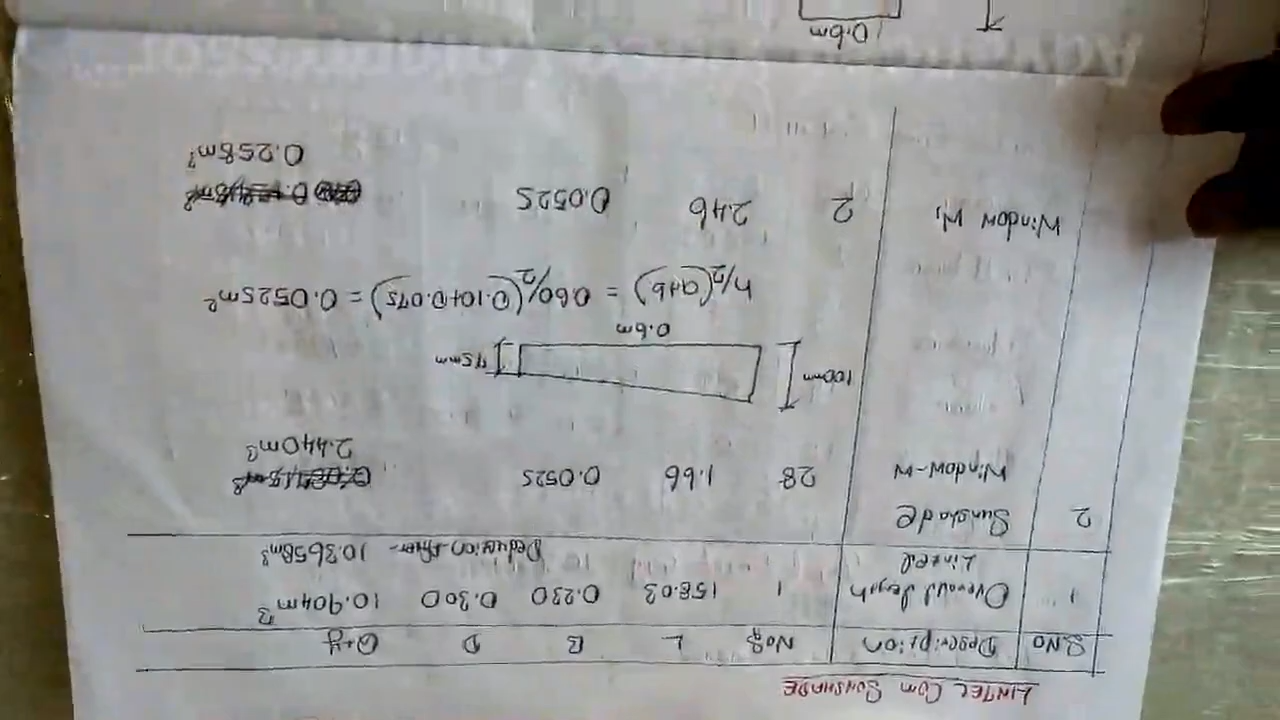 LINTEL Cum SUNSHADE
S.NO Description Nos L B D Qty
1 Overall length 1 158.03 0.230 0.300 10.904m³
Lintel Deduction After - 10.3658m³
2 Sunshade
Window-W 28 1.66 0.0525
2.440m³
100mm 75mm
0.6m
h/2(a+b) = 0.60/2(0.10+0.075) = 0.0525m²
Window W₁ 2 2.46 0.0525
0.258m³
0.6m